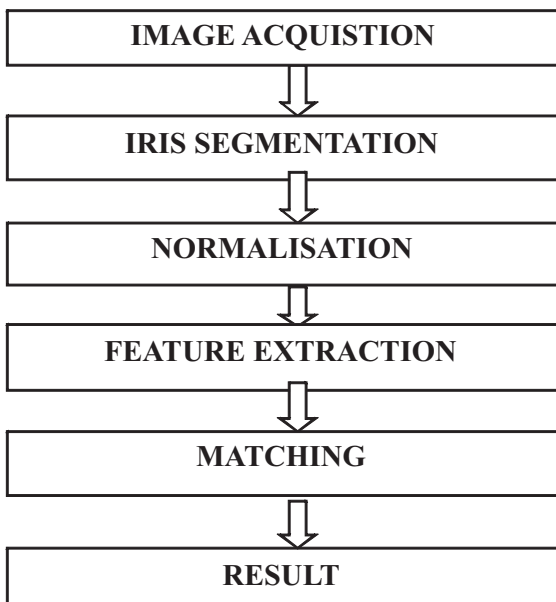 IMAGE ACQUISTION
IRIS SEGMENTATION
NORMALISATION
FEATURE EXTRACTION
MATCHING
RESULT